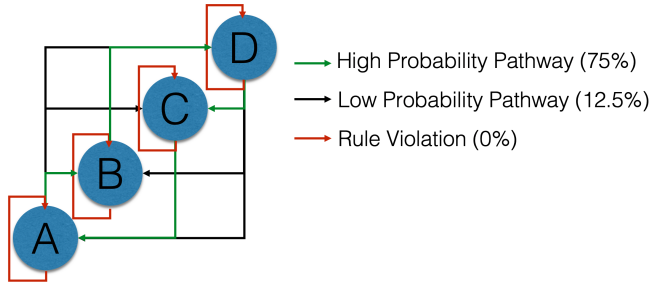 D
High Probability Pathway (75%)
Low Probability Pathway (12.5%)
C
Rule Violation (0%)
B
A